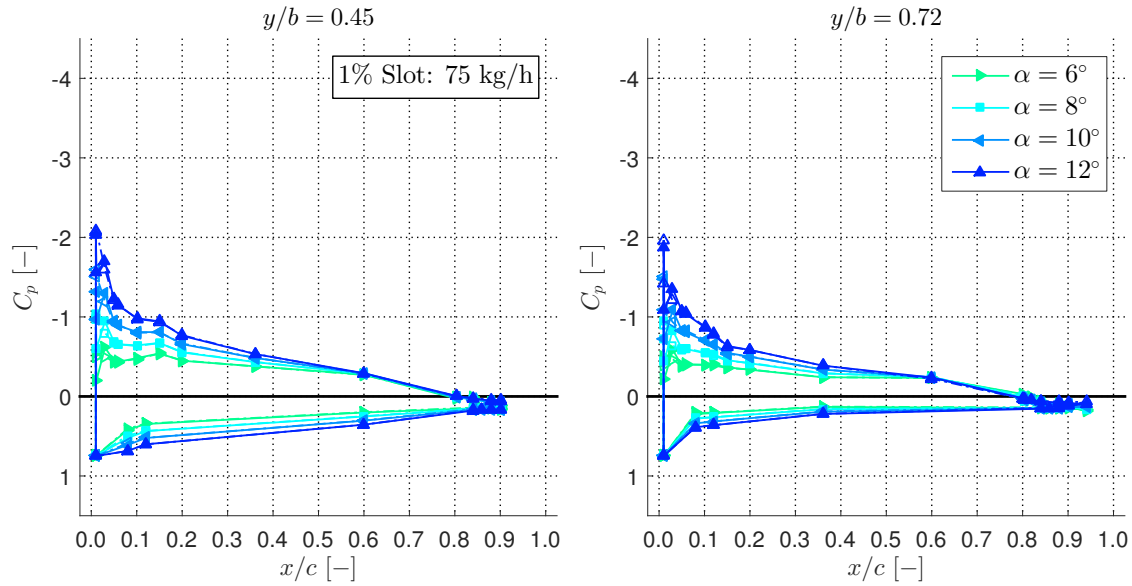 y/b = 0.45
1% Slot: 75 kg/h
-4
-3
-2
-1
0
1
C_p [−]
0.0 0.1 0.2 0.3 0.4 0.5 0.6 0.7 0.8 0.9 1.0
x/c [−]
y/b = 0.72
α = 6°
α = 8°
α = 10°
α = 12°
-4
-3
-2
-1
0
1
C_p [−]
0.0 0.1 0.2 0.3 0.4 0.5 0.6 0.7 0.8 0.9 1.0
x/c [−]